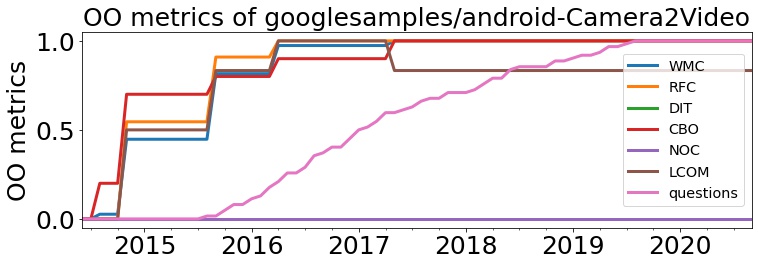 OO metrics of googlesamples/android-Camera2Video
OO metrics
1.0
0.5
0.0
WMC
RFC
DIT
CBO
NOC
LCOM
questions
2015 2016 2017 2018 2019 2020